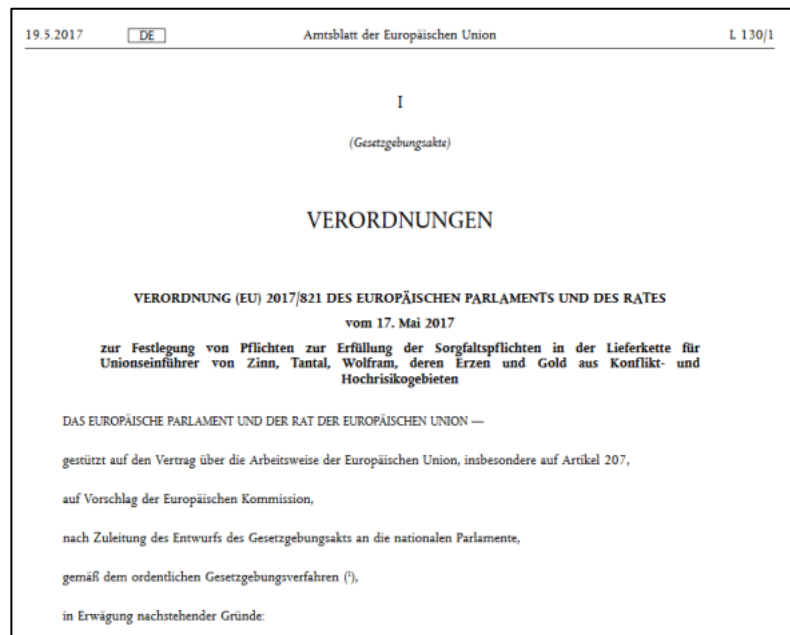 19.5.2017 DE Amtsblatt der Europäischen Union L 130/1
I
(Gesetzgebungsakte)
VERORDNUNGEN
VERORDNUNG (EU) 2017/821 DES EUROPÄISCHEN PARLAMENTS UND DES RATES
vom 17. Mai 2017
zur Festlegung von Pflichten zur Erfüllung der Sorgfaltspflichten in der Lieferkette für
Unionseinführer von Zinn, Tantal, Wolfram, deren Erzen und Gold aus Konflikt- und
Hochrisikogebieten
DAS EUROPÄISCHE PARLAMENT UND DER RAT DER EUROPÄISCHEN UNION —
gestützt auf den Vertrag über die Arbeitsweise der Europäischen Union, insbesondere auf Artikel 207,
auf Vorschlag der Europäischen Kommission,
nach Zuleitung des Entwurfs des Gesetzgebungsakts an die nationalen Parlamente,
gemäß dem ordentlichen Gesetzgebungsverfahren (¹),
in Erwägung nachstehender Gründe: